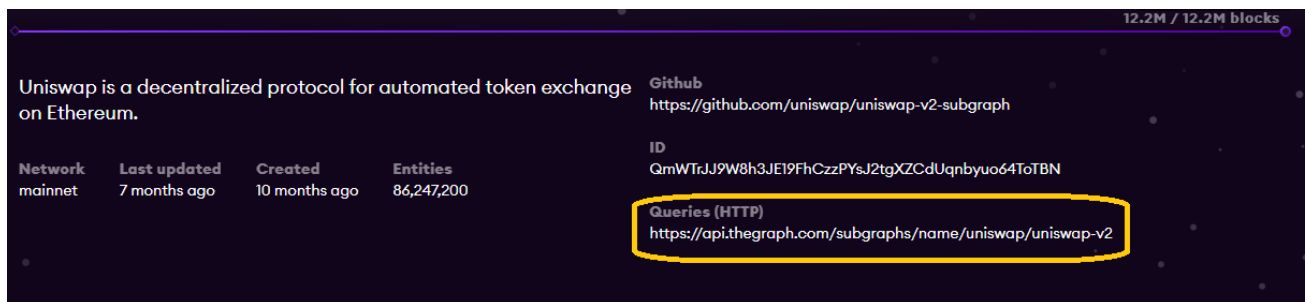 12.2M / 12.2M blocks
Uniswap is a decentralized protocol for automated token exchange
on Ethereum.
Network Last updated Created Entities
mainnet 7 months ago 10 months ago 86,247,200
Github
https://github.com/uniswap/uniswap-v2-subgraph
ID
QmWTrJJ9W8h3JE19FhCzzPYsJ2tgXZCdUqnbyuo64ToTBN
Queries (HTTP)
https://api.thegraph.com/subgraphs/name/uniswap/uniswap-v2